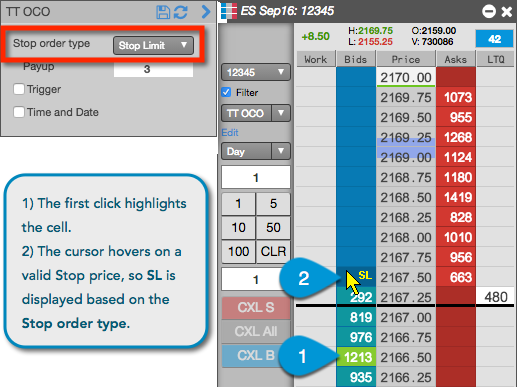 TT OCO
Stop order type Stop Limit
Payup 3
Trigger
Time and Date
1) The first click highlights
the cell.
2) The cursor hovers on a
valid Stop price, so SL is
displayed based on the
Stop order type.
ES Sep16: 12345
+8.50 H:2169.75 O:2159.00 42
L: 2155.25 V: 730086
Work Bids Price Asks LTQ
12345
Filter
TT OCO
Edit
Day
1
1 5
10 50
100 CLR
1
CXL S
CXL All
CXL B
2170.00
2169.75 1073
2169.50 955
2169.25 1268
2169.00 1124
2168.75 1180
2168.50 1419
2168.25 828
2168.00 1010
2167.75 956
2 SL 2167.50 663
292 2167.25 480
819 2167.00
976 2166.75
1 1213 2166.50
935 2166.25